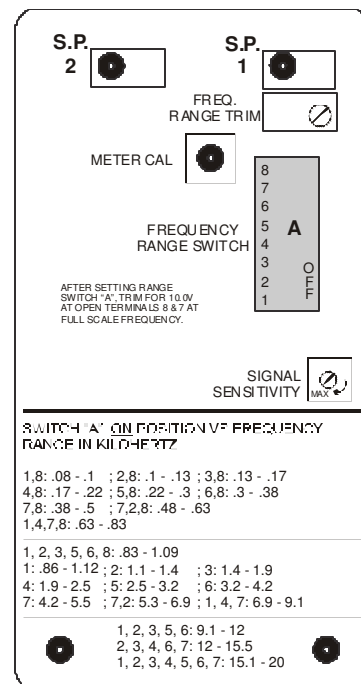 S.P. 2
S.P. 1
FREQ.
RANGE TRIM
METER CAL
8
7
6
5
4
3
2
1
A
OFF
FREQUENCY
RANGE SWITCH
AFTER SETTING RANGE
SWITCH "A", TRIM FOR 10.0V
AT OPEN TERMINALS 8 & 7 AT
FULL SCALE FREQUENCY.
SIGNAL
SENSITIVITY
MAX
SWITCH "A" ON POSITION VS FREQUENCY
RANGE IN KILOHERTZ
1,8: .08 - .1 ; 2,8: .1 - .13 ; 3,8: .13 - .17
4,8: .17 - .22 ; 5,8: .22 - .3 ; 6,8: .3 - .38
7,8: .38 - .5 ; 7,2,8: .48 - .63
1,4,7,8: .63 - .83
1, 2, 3, 5, 6, 8: .83 - 1.09
1: .86 - 1.12 ; 2: 1.1 - 1.4 ; 3: 1.4 - 1.9
4: 1.9 - 2.5 ; 5: 2.5 - 3.2 ; 6: 3.2 - 4.2
7: 4.2 - 5.5 ; 7,2: 5.3 - 6.9 ; 1, 4, 7: 6.9 - 9.1
1, 2, 3, 5, 6: 9.1 - 12
2, 3, 4, 6, 7: 12 - 15.5
1, 2, 3, 4, 5, 6, 7: 15.1 - 20